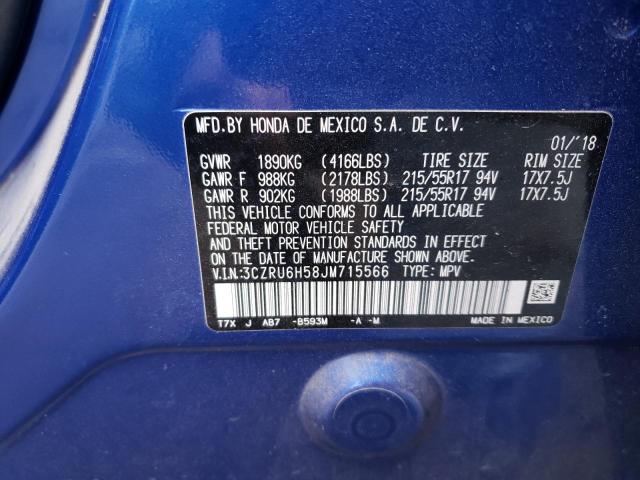 MFD.BY HONDA DE MEXICO S.A. DE C.V.
01/'18
GVWR 1890KG (4166LBS) TIRE SIZE RIM SIZE
GAWR F 988KG (2178LBS) 215/55R17 94V 17X7.5J
GAWR R 902KG (1988LBS) 215/55R17 94V 17X7.5J
THIS VEHICLE CONFORMS TO ALL APPLICABLE
FEDERAL MOTOR VEHICLE SAFETY
AND THEFT PREVENTION STANDARDS IN EFFECT
ON THE DATE OF MANUFACTURE SHOWN ABOVE.
V.I.N:3CZRU6H58JM715566 TYPE: MPV
T7X J AB7 -B593M -A -M MADE IN MEXICO